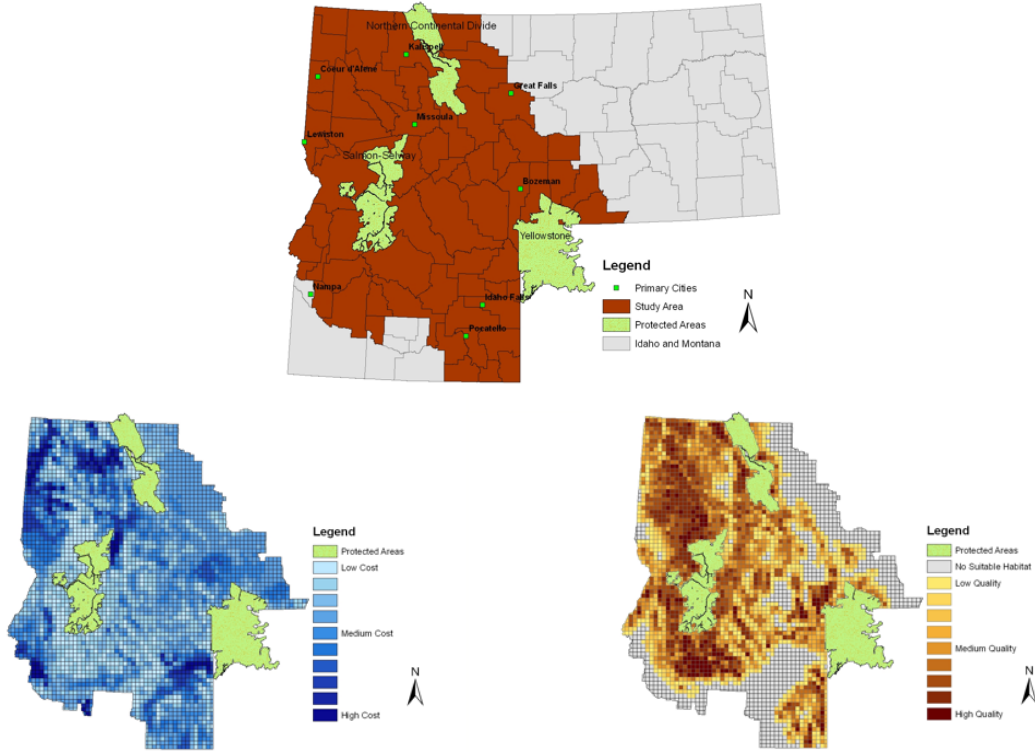 Northern Continental Divide
Kalispell
Coeur d'Alene
Great Falls
Missoula
Lewiston
Salmon-Selway
Bozeman
Yellowstone
Nampa
Idaho Falls
Pocatello
Legend
Primary Cities
Study Area
Protected Areas
Idaho and Montana
N
Legend
Protected Areas
Low Cost
Medium Cost
High Cost
N
Legend
Protected Areas
No Suitable Habitat
Low Quality
Medium Quality
High Quality
N